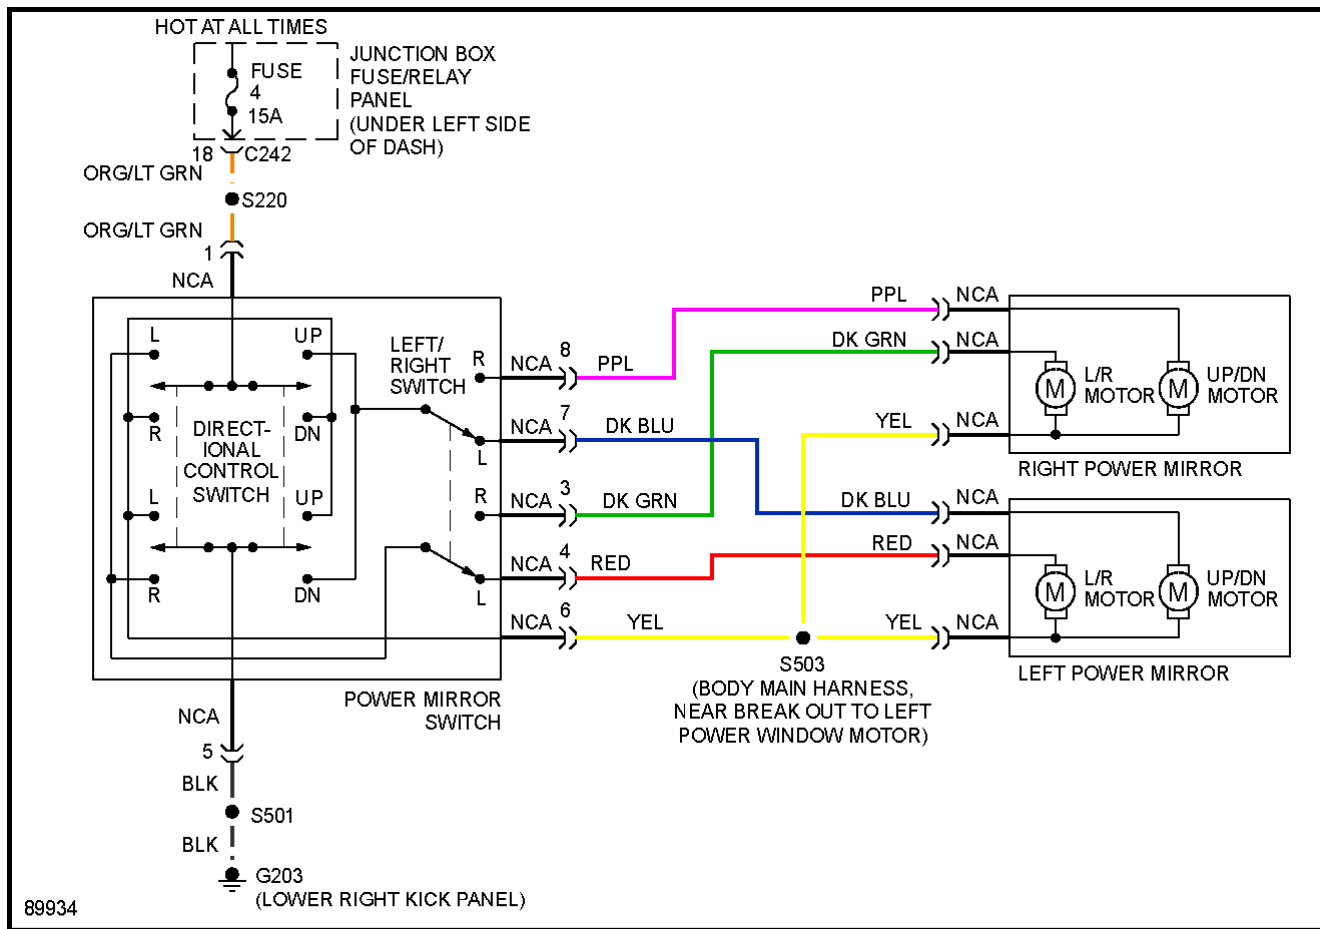 HOT AT ALL TIMES
FUSE
4
15A
JUNCTION BOX
FUSE/RELAY
PANEL
(UNDER LEFT SIDE
OF DASH)
18 C242
ORG/LT GRN
S220
ORG/LT GRN
1
NCA
L
UP
R
DN
DIRECT-
IONAL
CONTROL
SWITCH
L
UP
R
DN
LEFT/
RIGHT
SWITCH
R
L
R
L
NCA 8 PPL
NCA 7 DK BLU
NCA 3 DK GRN
NCA 4 RED
NCA 6 YEL
POWER MIRROR
SWITCH
PPL NCA
DK GRN NCA
YEL NCA
M
L/R
MOTOR
M
UP/DN
MOTOR
RIGHT POWER MIRROR
DK BLU NCA
RED NCA
YEL NCA
M
L/R
MOTOR
M
UP/DN
MOTOR
LEFT POWER MIRROR
S503
(BODY MAIN HARNESS,
NEAR BREAK OUT TO LEFT
POWER WINDOW MOTOR)
NCA
5
BLK
S501
BLK
G203
(LOWER RIGHT KICK PANEL)
89934